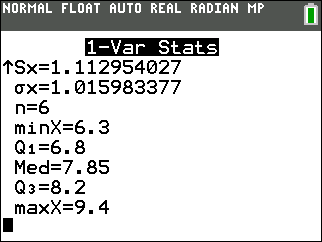 NORMAL FLOAT AUTO REAL RADIAN MP
1-Var Stats
↑Sx=1.112954027
σx=1.015983377
n=6
minX=6.3
Q₁=6.8
Med=7.85
Q₃=8.2
maxX=9.4